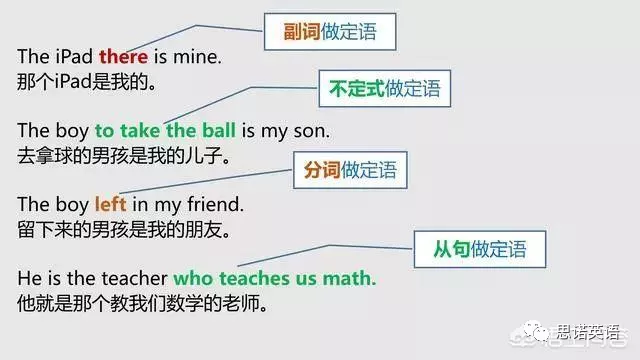 副词做定语
The iPad there is mine.
那个iPad是我的。
不定式做定语
The boy to take the ball is my son.
去拿球的男孩是我的儿子。
分词做定语
The boy left in my friend.
留下来的男孩是我的朋友。
从句做定语
He is the teacher who teaches us math.
他就是那个教我们数学的老师。
思诺英语